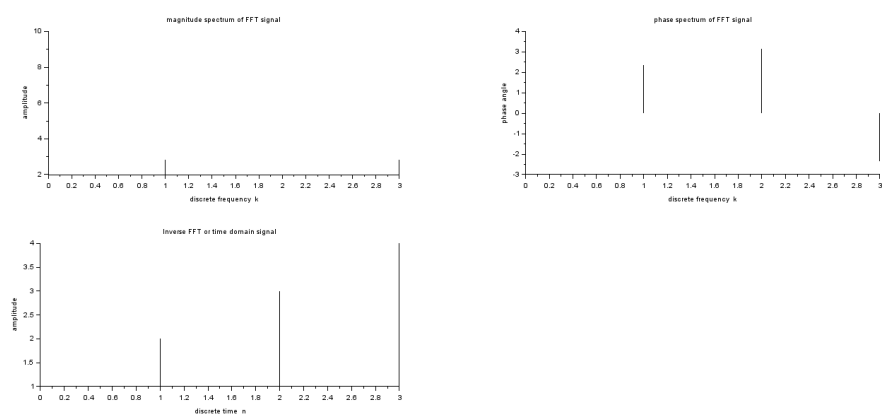 magnitude spectrum of FFT signal
10
8
6
4
2
amplitude
0 0.2 0.4 0.6 0.8 1 1.2 1.4 1.6 1.8 2 2.2 2.4 2.6 2.8 3
discrete frequency k
phase spectrum of FFT signal
4
3
2
1
0
-1
-2
-3
phase angle
0 0.2 0.4 0.6 0.8 1 1.2 1.4 1.6 1.8 2 2.2 2.4 2.6 2.8 3
discrete frequency k
Inverse FFT or time domain signal
4
3.5
3
2.5
2
1.5
1
amplitude
0 0.2 0.4 0.6 0.8 1 1.2 1.4 1.6 1.8 2 2.2 2.4 2.6 2.8 3
discrete time n